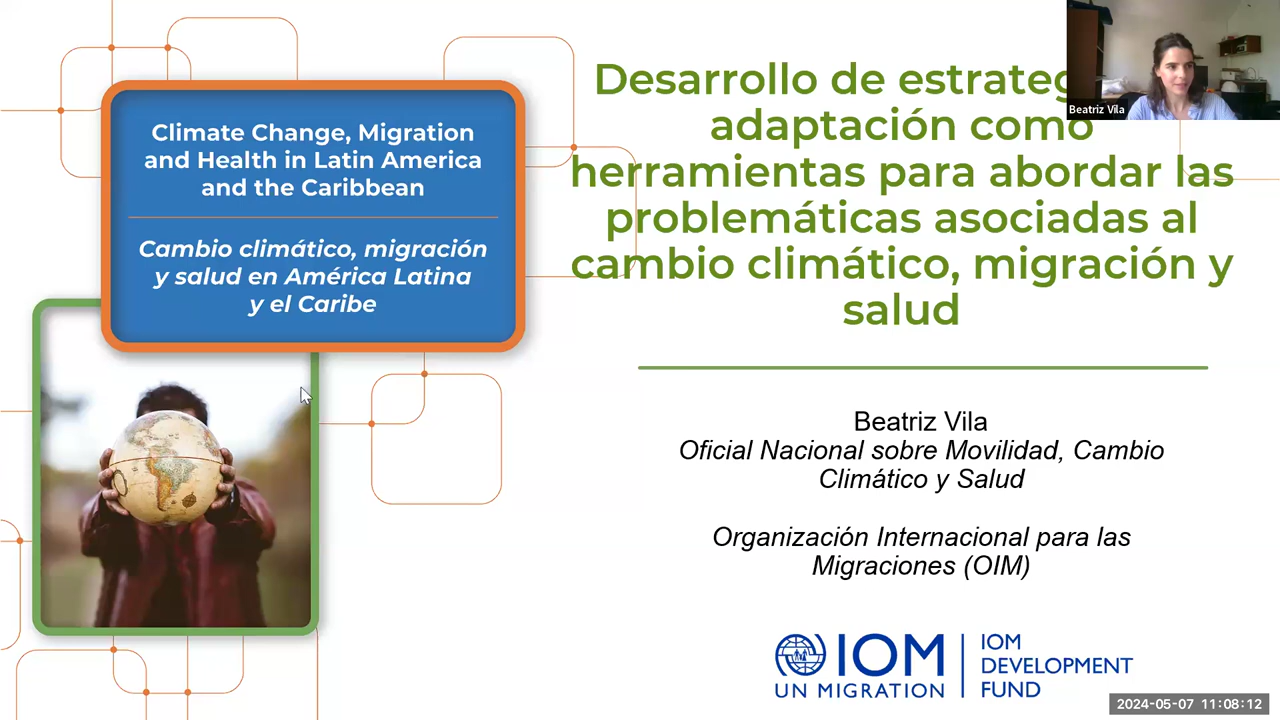 Climate Change, Migration
and Health in Latin America
and the Caribbean
Cambio climático, migración
y salud en América Latina
y el Caribe
Desarrollo de estrateg
adaptación como
herramientas para abordar las
problemáticas asociadas al
cambio climático, migración y
salud
Beatriz Vila
Beatriz Vila
Oficial Nacional sobre Movilidad, Cambio
Climático y Salud
Organización Internacional para las
Migraciones (OIM)
IOM
UN MIGRATION
IOM
DEVELOPMENT
FUND
2024-05-07 11:08:12